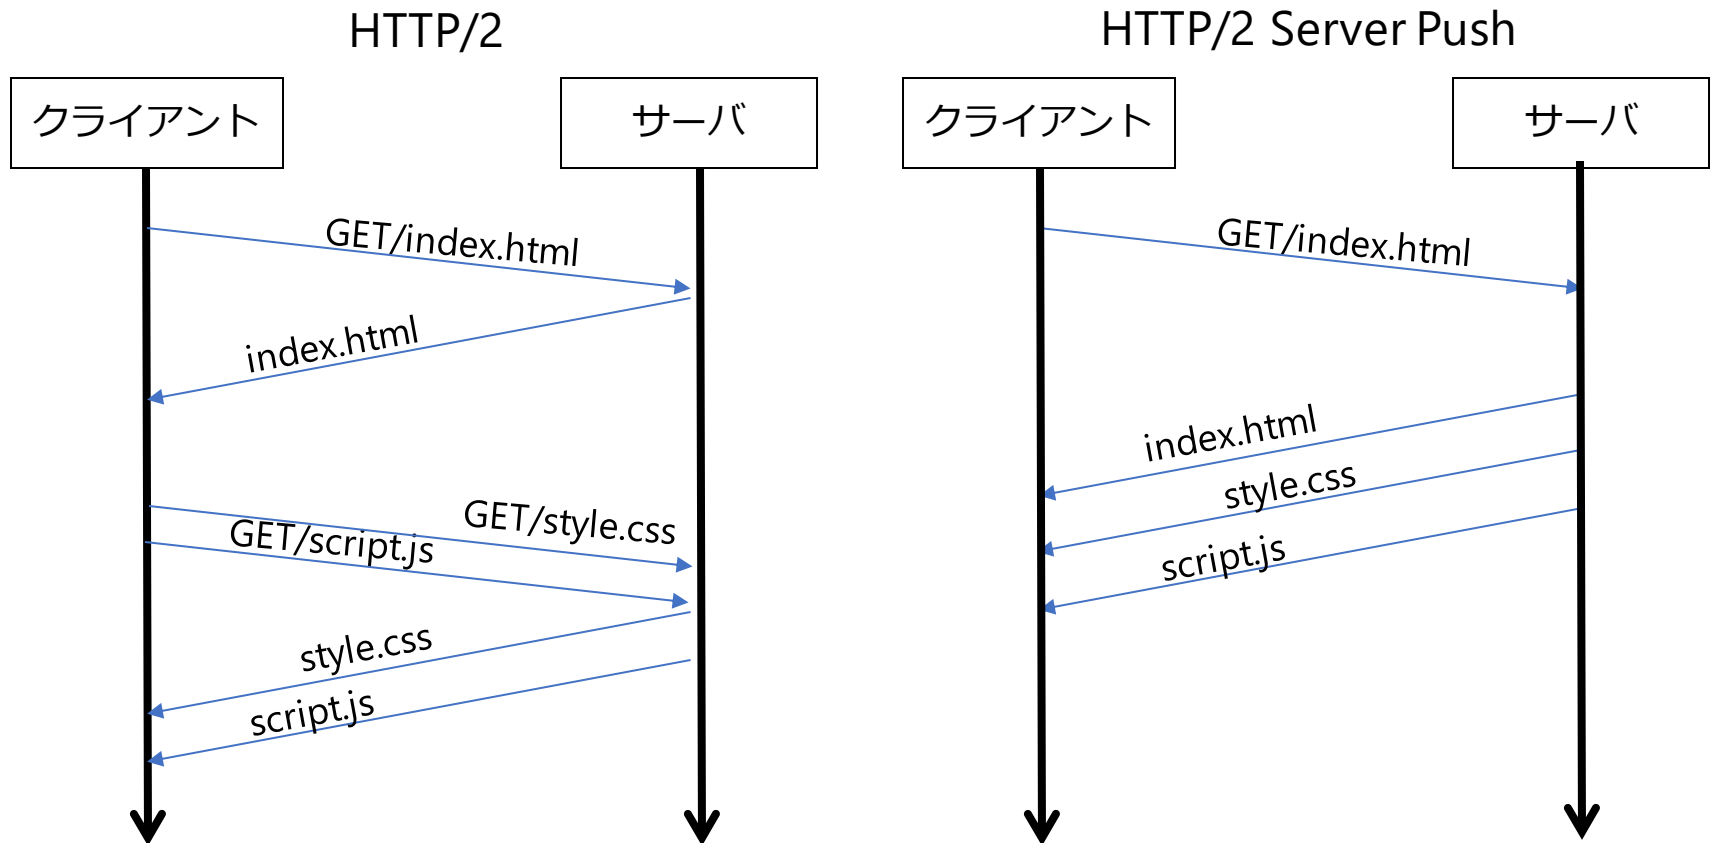 HTTP/2
クライアント
サーバ
GET/index.html
index.html
GET/style.css
GET/script.js
style.css
script.js
HTTP/2 Server Push
クライアント
サーバ
GET/index.html
index.html
style.css
script.js